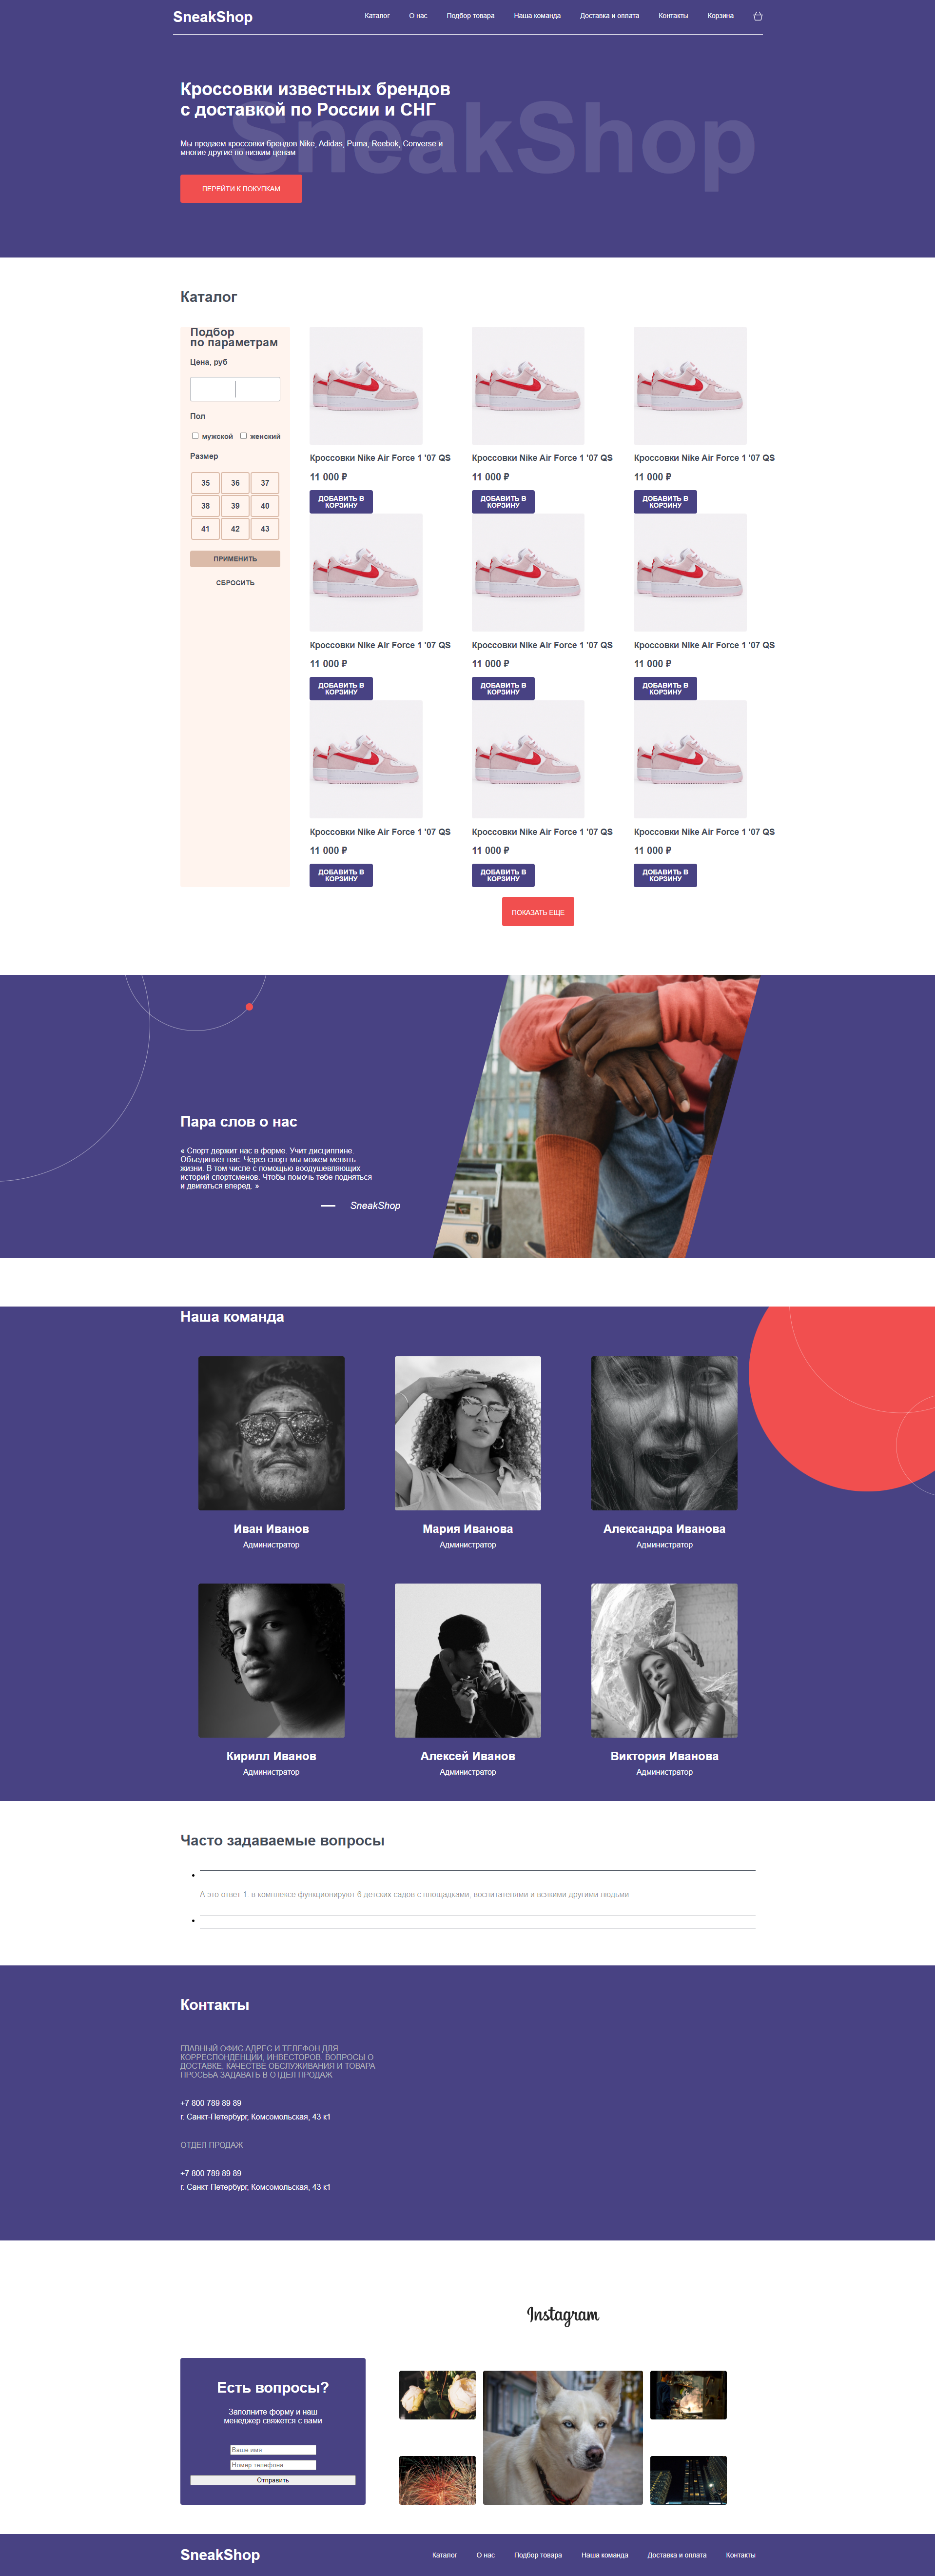 SneakShop
Каталог
О нас
Подбор товара
Наша команда
Доставка и оплата
Контакты
Корзина
SneakShop
Кроссовки известных брендов
с доставкой по России и СНГ
Мы продаем кроссовки брендов Nike, Adidas, Puma, Reebok, Converse и
многие другие по низким ценам
ПЕРЕЙТИ К ПОКУПКАМ
Каталог
Подбор
по параметрам
Цена, руб
Пол
мужской
женский
Размер
35 36 37
38 39 40
41 42 43
ПРИМЕНИТЬ
СБРОСИТЬ
Кроссовки Nike Air Force 1 '07 QS
11 000 ₽
ДОБАВИТЬ В
КОРЗИНУ
Кроссовки Nike Air Force 1 '07 QS
11 000 ₽
ДОБАВИТЬ В
КОРЗИНУ
Кроссовки Nike Air Force 1 '07 QS
11 000 ₽
ДОБАВИТЬ В
КОРЗИНУ
Кроссовки Nike Air Force 1 '07 QS
11 000 ₽
ДОБАВИТЬ В
КОРЗИНУ
Кроссовки Nike Air Force 1 '07 QS
11 000 ₽
ДОБАВИТЬ В
КОРЗИНУ
Кроссовки Nike Air Force 1 '07 QS
11 000 ₽
ДОБАВИТЬ В
КОРЗИНУ
Кроссовки Nike Air Force 1 '07 QS
11 000 ₽
ДОБАВИТЬ В
КОРЗИНУ
Кроссовки Nike Air Force 1 '07 QS
11 000 ₽
ДОБАВИТЬ В
КОРЗИНУ
Кроссовки Nike Air Force 1 '07 QS
11 000 ₽
ДОБАВИТЬ В
КОРЗИНУ
ПОКАЗАТЬ ЕЩЕ
Пара слов о нас
« Спорт держит нас в форме. Учит дисциплине.
Объединяет нас. Через спорт мы можем менять
жизни. В том числе с помощью воодушевляющих
историй спортсменов. Чтобы помочь тебе подняться
и двигаться вперед. »
SneakShop
Наша команда
Иван Иванов
Администратор
Мария Иванова
Администратор
Александра Иванова
Администратор
Кирилл Иванов
Администратор
Алексей Иванов
Администратор
Виктория Иванова
Администратор
Часто задаваемые вопросы
А это ответ 1. в комплексе функционируют 6 детских садов с площадками, воспитателями и всякими другими людьми
Контакты
ГЛАВНЫЙ ОФИС АДРЕС И ТЕЛЕФОН ДЛЯ
КОРРЕСПОНДЕНЦИИ, ИНВЕСТОРОВ. ВОПРОСЫ О
ДОСТАВКЕ, КАЧЕСТВЕ ОБСЛУЖИВАНИЯ И ТОВАРА
ПРОСЬБА ЗАДАВАТЬ В ОТДЕЛ ПРОДАЖ
+7 800 789 89 89
г. Санкт-Петербург, Комсомольская, 43 к1
ОТДЕЛ ПРОДАЖ
+7 800 789 89 89
г. Санкт-Петербург, Комсомольская, 43 к1
Instagram
Есть вопросы?
Заполните форму и наш
менеджер свяжется с вами
Ваше имя
Номер телефона
Отправить
SneakShop
Каталог
О нас
Подбор товара
Наша команда
Доставка и оплата
Контакты